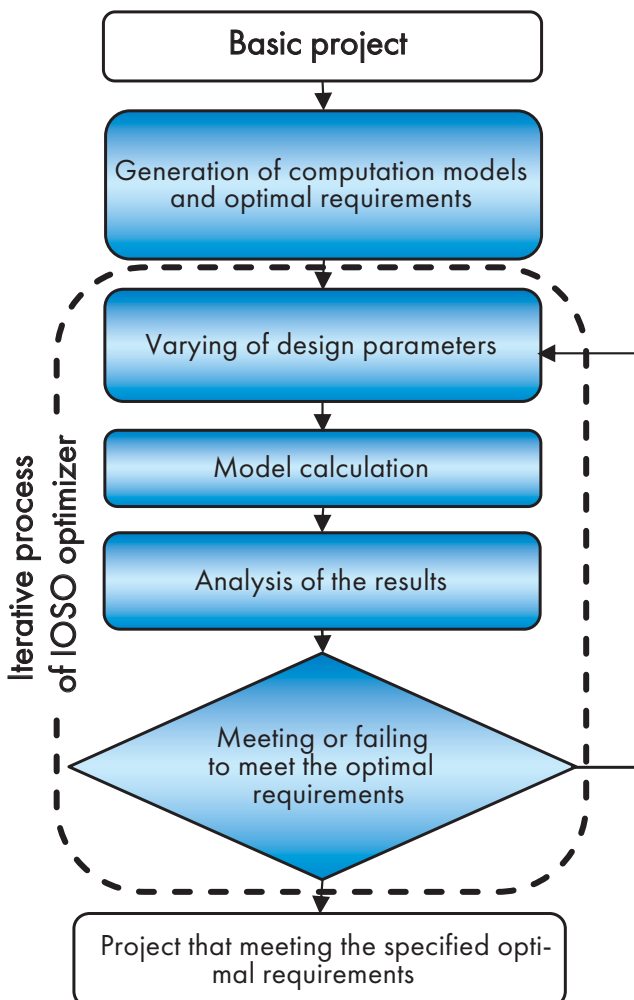 Basic project
Generation of computation models
and optimal requirements
Varying of design parameters
Model calculation
Analysis of the results
Iterative process
of IOSO optimizer
Meeting or failing
to meet the optimal
requirements
Project that meeting the specified opti-
mal requirements